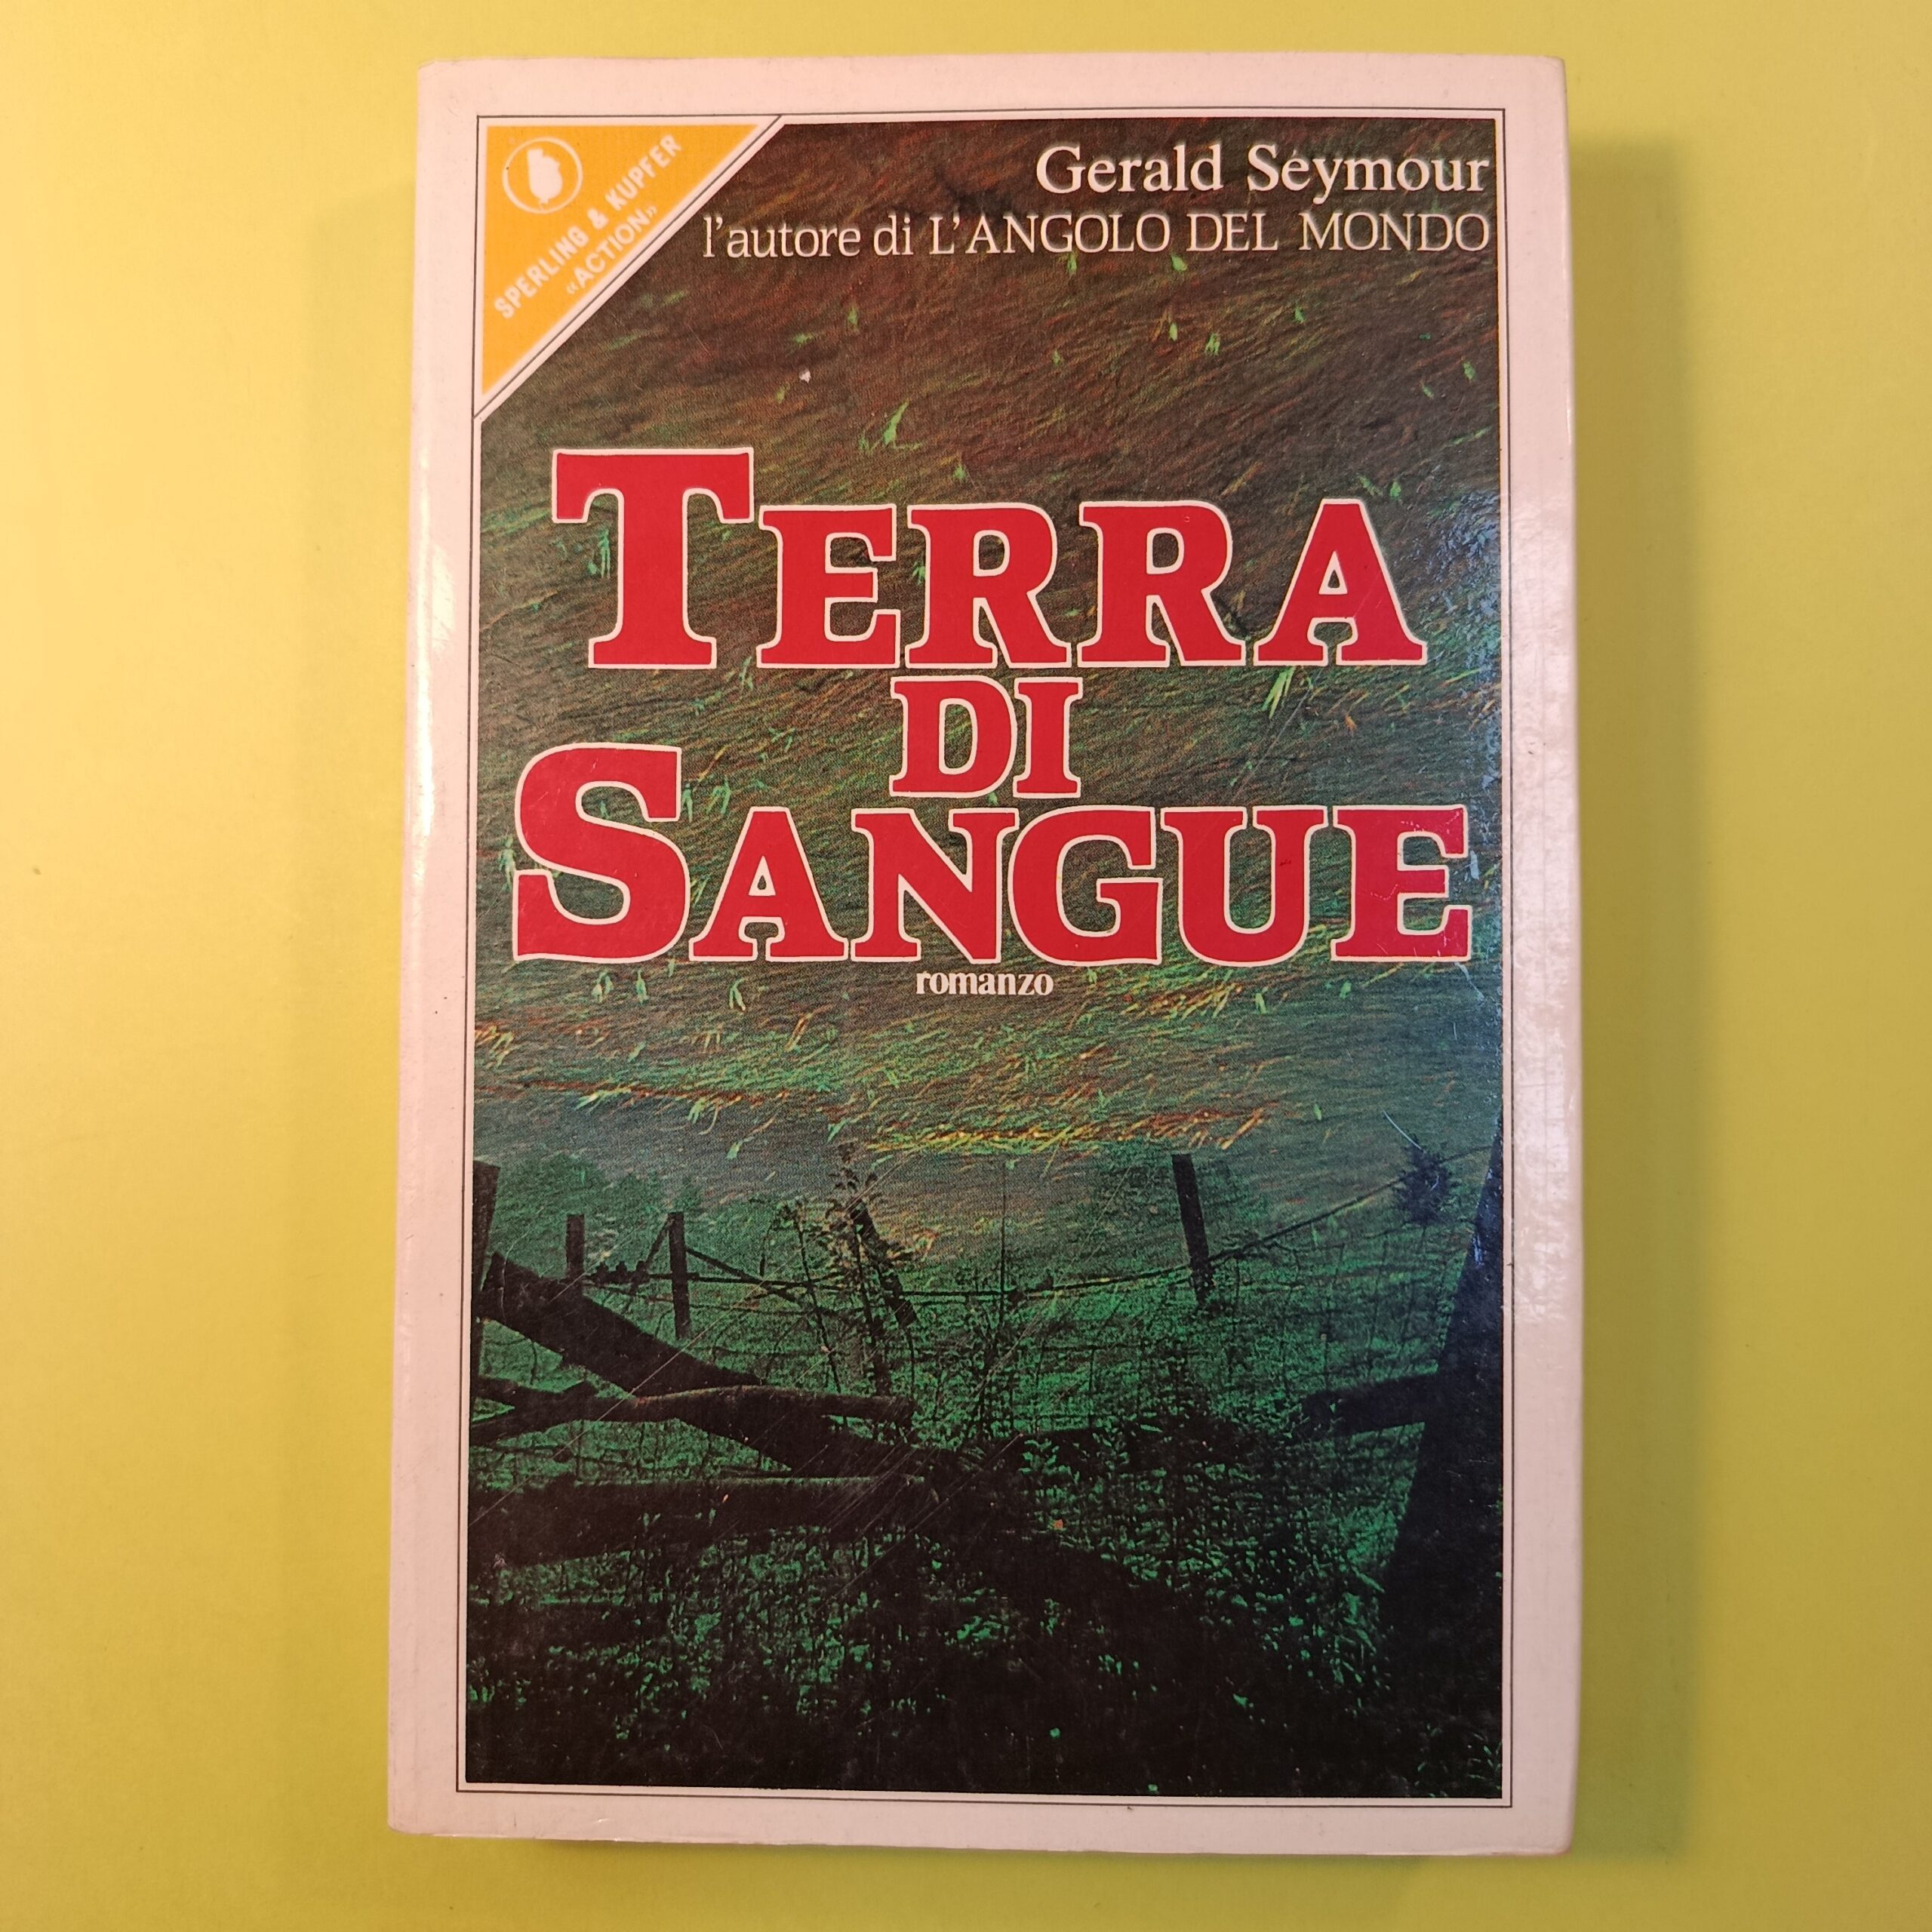 SPERLING & KUPFER
«ACTION»
Gerald Seymour
l'autore di L'ANGOLO DEL MONDO
TERRA
DI
SANGUE
romanzo